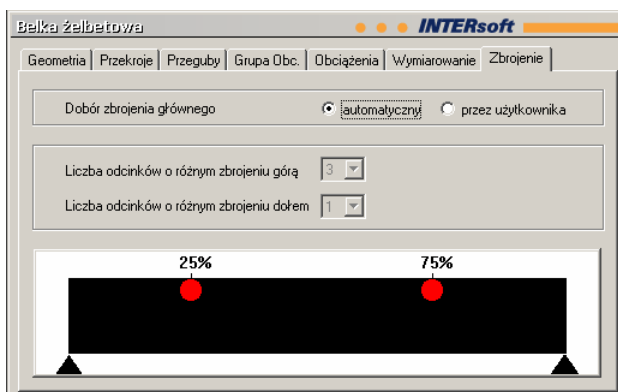 Belka żelbetowa INTERsoft
Geometria Przekroje Przeguby Grupa Obc. Obciążenia Wymiarowanie Zbrojenie
Dobór zbrojenia głównego automatyczny przez użytkownika
Liczba odcinków o różnym zbrojeniu górą 3
Liczba odcinków o różnym zbrojeniu dołem 1
25% 75%